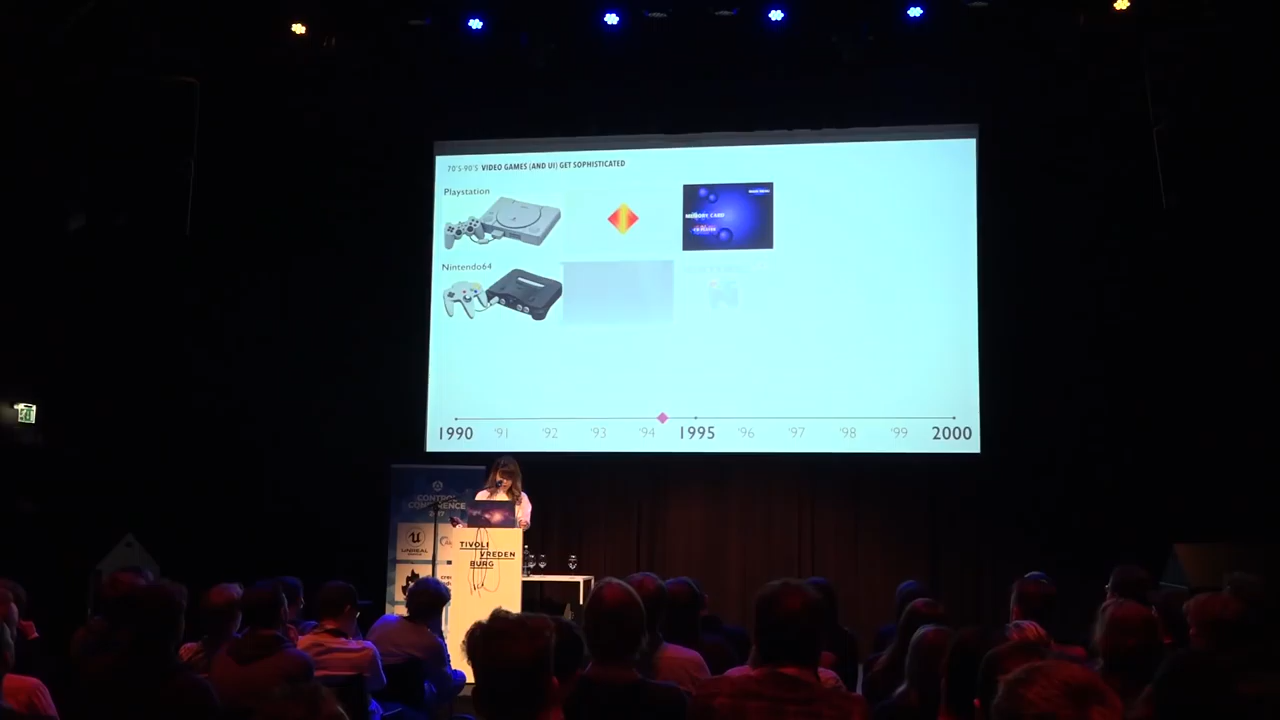 70'S-90'S VIDEO GAMES (AND UI) GET SOPHISTICATED
Playstation
MEMORY CARD
CD PLAYER
Nintendo64
1990 '91 '92 '93 '94 1995 '96 '97 '98 '99 2000
CONTROL
CONFERENCE
2017
UNREAL
TIVOLI
VREDEN
BURG